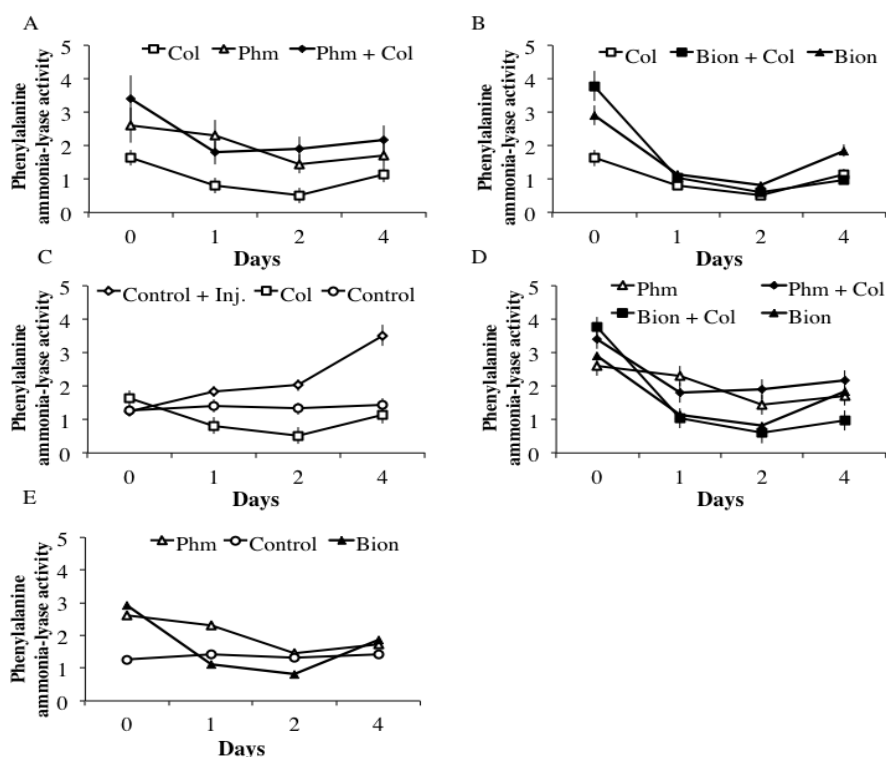 A
Phenylalanine
ammonia-lyase activity
5
4
3
2
1
0
Col Phm Phm + Col
0 1 2 4
Days
B
Phenylalanine
ammonia-lyase activity
5
4
3
2
1
0
Col Bion + Col Bion
0 1 2 4
Days
C
Phenylalanine
ammonia-lyase activity
5
4
3
2
1
0
Control + Inj. Col Control
0 1 2 4
Days
D
Phenylalanine
ammonia-lyase activity
5
4
3
2
1
0
Phm Phm + Col
Bion + Col Bion
0 1 2 4
Days
E
Phenylalanine
ammonia-lyase activity
5
4
3
2
1
0
Phm Control Bion
0 1 2 4
Days